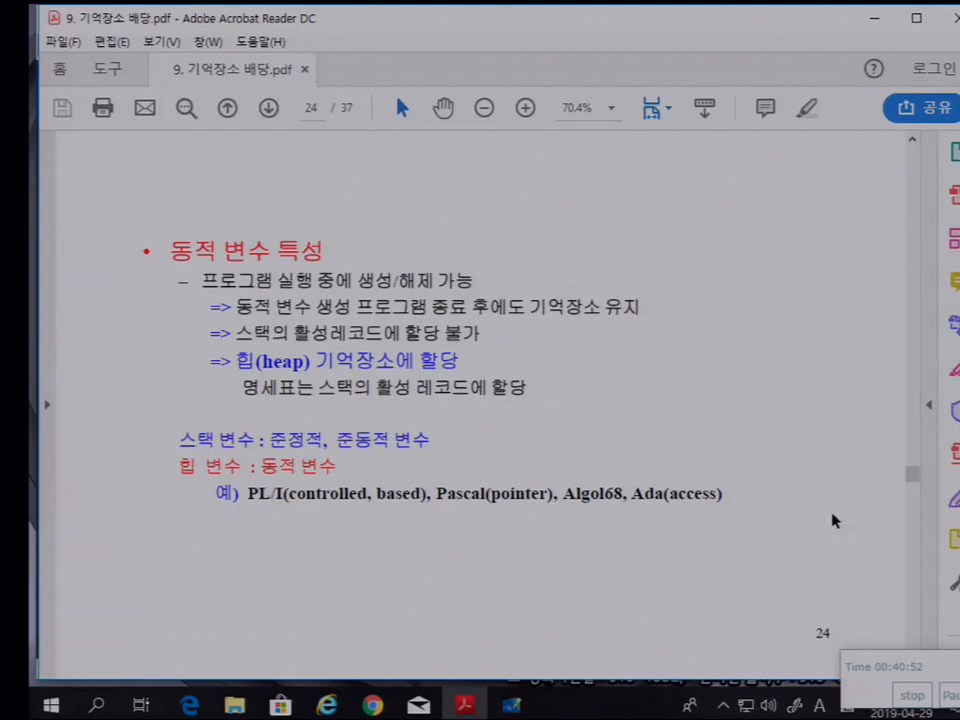 9. 기억장소 배당.pdf - Adobe Acrobat Reader DC
파일(F) 편집(E) 보기(V) 창(W) 도움말(H)
홈 도구 9. 기억장소 배당.pdf × 로그인
24 / 37 70.4% 공유
• 동적 변수 특성
– 프로그램 실행 중에 생성/해제 가능
=> 동적 변수 생성 프로그램 종료 후에도 기억장소 유지
=> 스택의 활성레코드에 할당 불가
=> 힙(heap) 기억장소에 할당
명세표는 스택의 활성 레코드에 할당
스택 변수 : 준정적, 준동적 변수
힙 변수 : 동적 변수
예) PL/I(controlled, based), Pascal(pointer), Algol68, Ada(access)
24
Time 00:40:52
stop Pau
A
2019-04-29